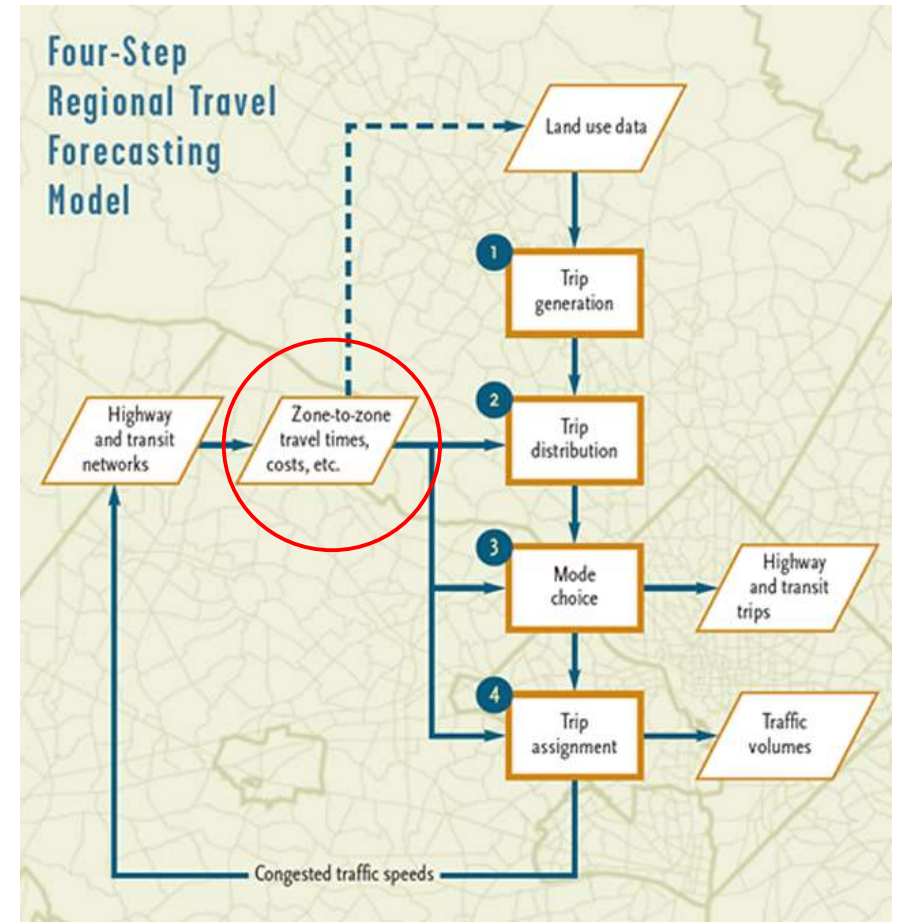 Four-Step
Regional Travel
Forecasting
Model
Land use data
1
Trip
generation
2
Trip
distribution
Highway
and transit
networks
Zone-to-zone
travel times,
costs, etc.
3
Mode
choice
Highway
and transit
trips
4
Trip
assignment
Traffic
volumes
Congested traffic speeds